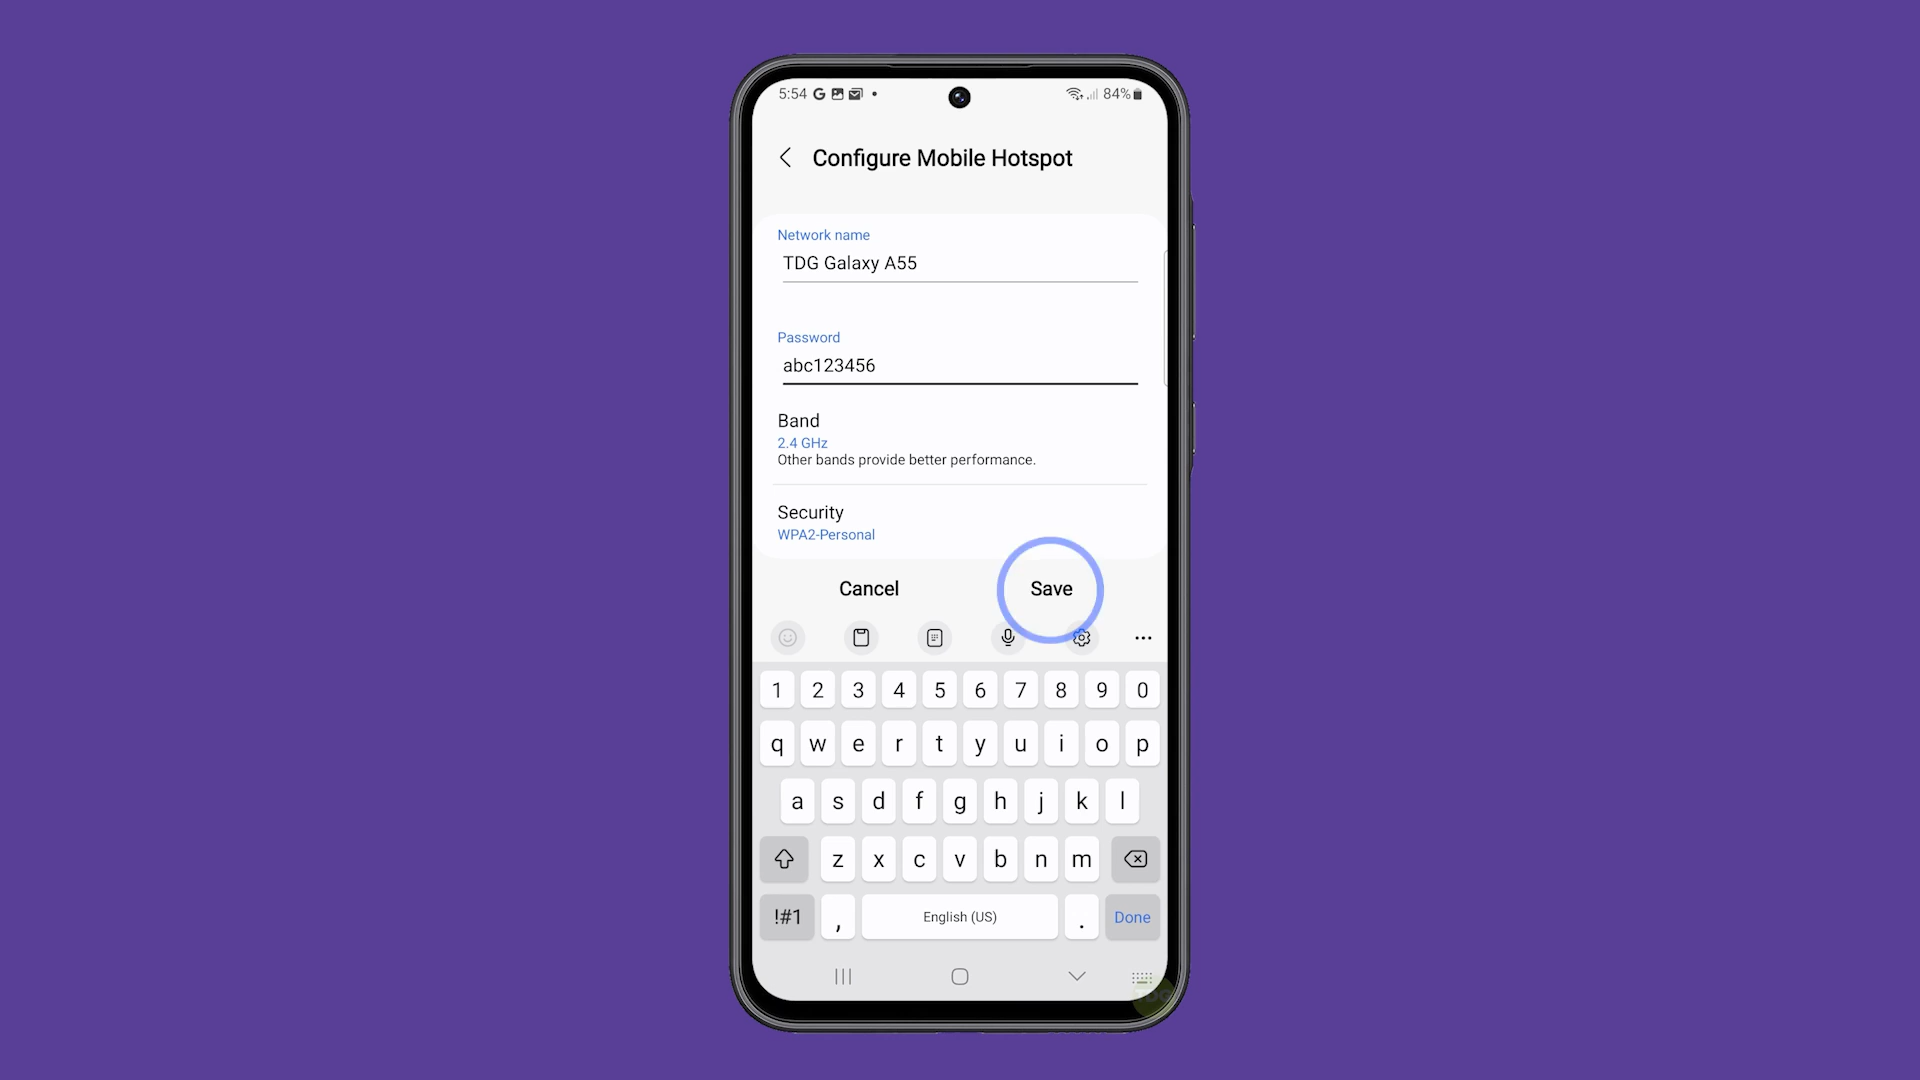 5:54 84%
Configure Mobile Hotspot
Network name
TDG Galaxy A55
Password
abc123456
Band
2.4 GHz
Other bands provide better performance.
Security
WPA2-Personal
Cancel Save
1 2 3 4 5 6 7 8 9 0
q w e r t y u i o p
a s d f g h j k l
z x c v b n m
!#1 , English (US) . Done
TDG